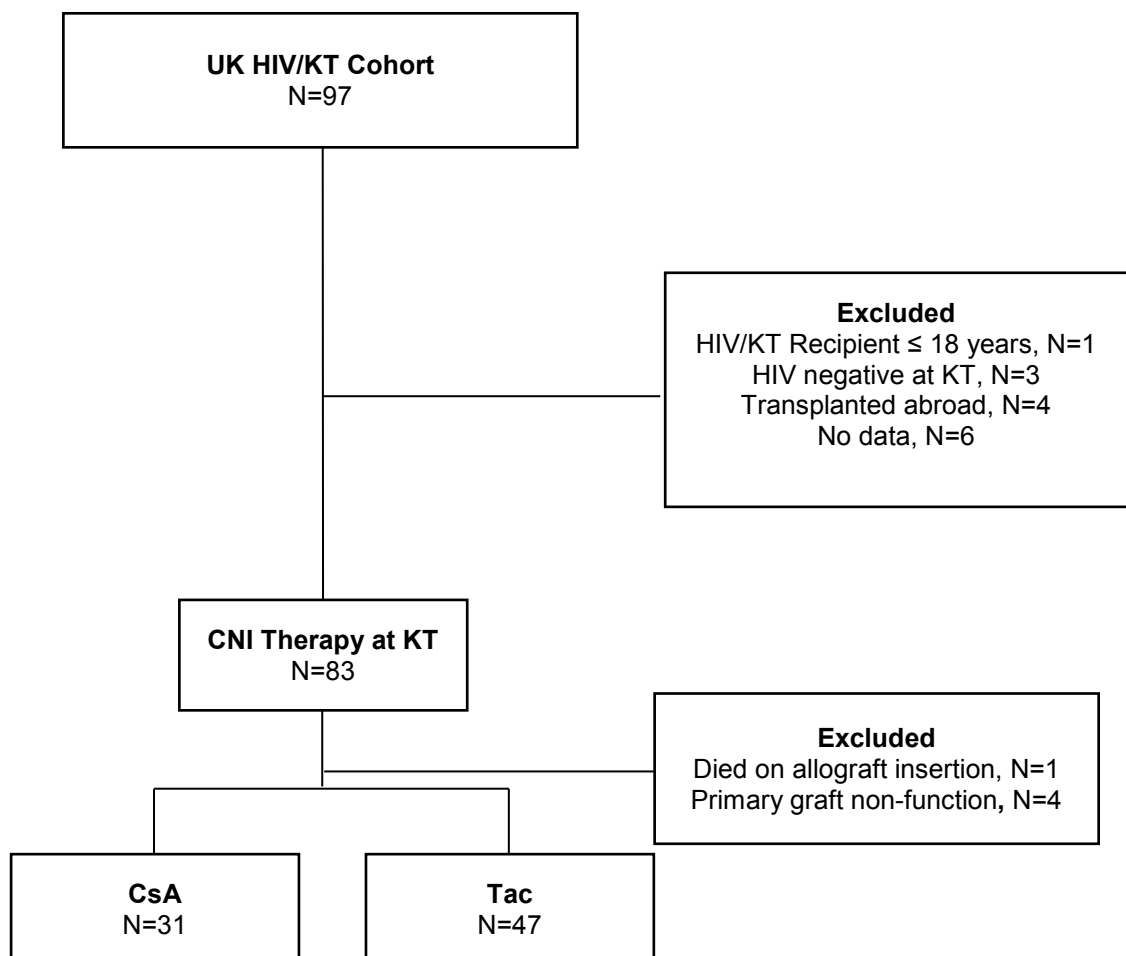 UK HIV/KT Cohort
N=97
Excluded
HIV/KT Recipient ≤ 18 years, N=1
HIV negative at KT, N=3
Transplanted abroad, N=4
No data, N=6
CNI Therapy at KT
N=83
Excluded
Died on allograft insertion, N=1
Primary graft non-function, N=4
CsA
N=31
Tac
N=47